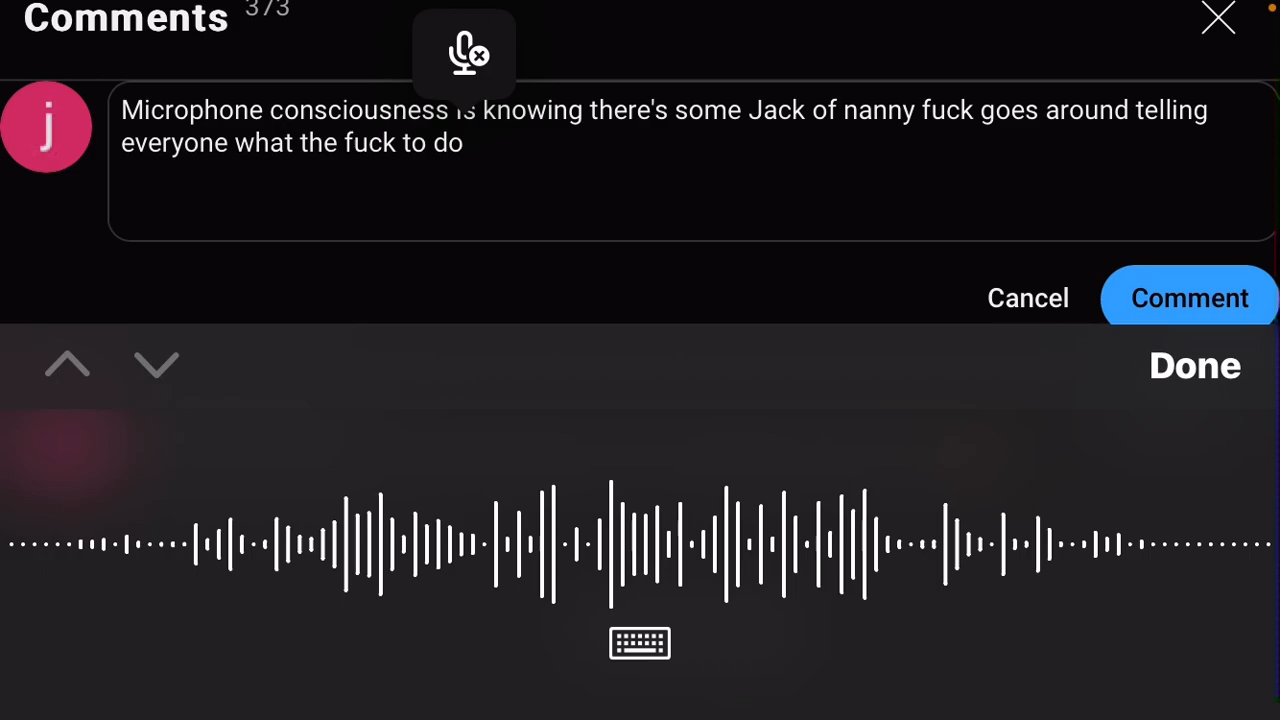 Comments 373
j
Microphone consciousness is knowing there's some Jack of nanny fuck goes around telling
everyone what the fuck to do
Cancel
Comment
Done